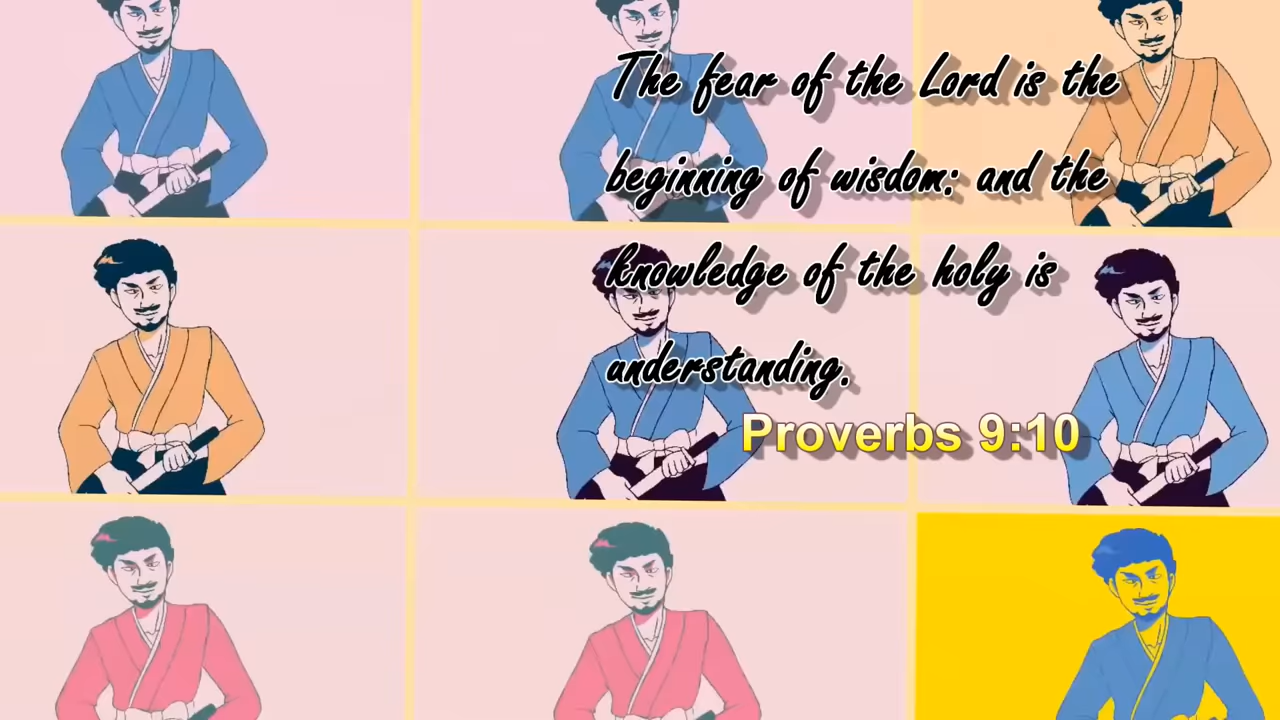 The fear of the Lord is the
beginning of wisdom: and the
knowledge of the holy is
understanding.
Proverbs 9:10